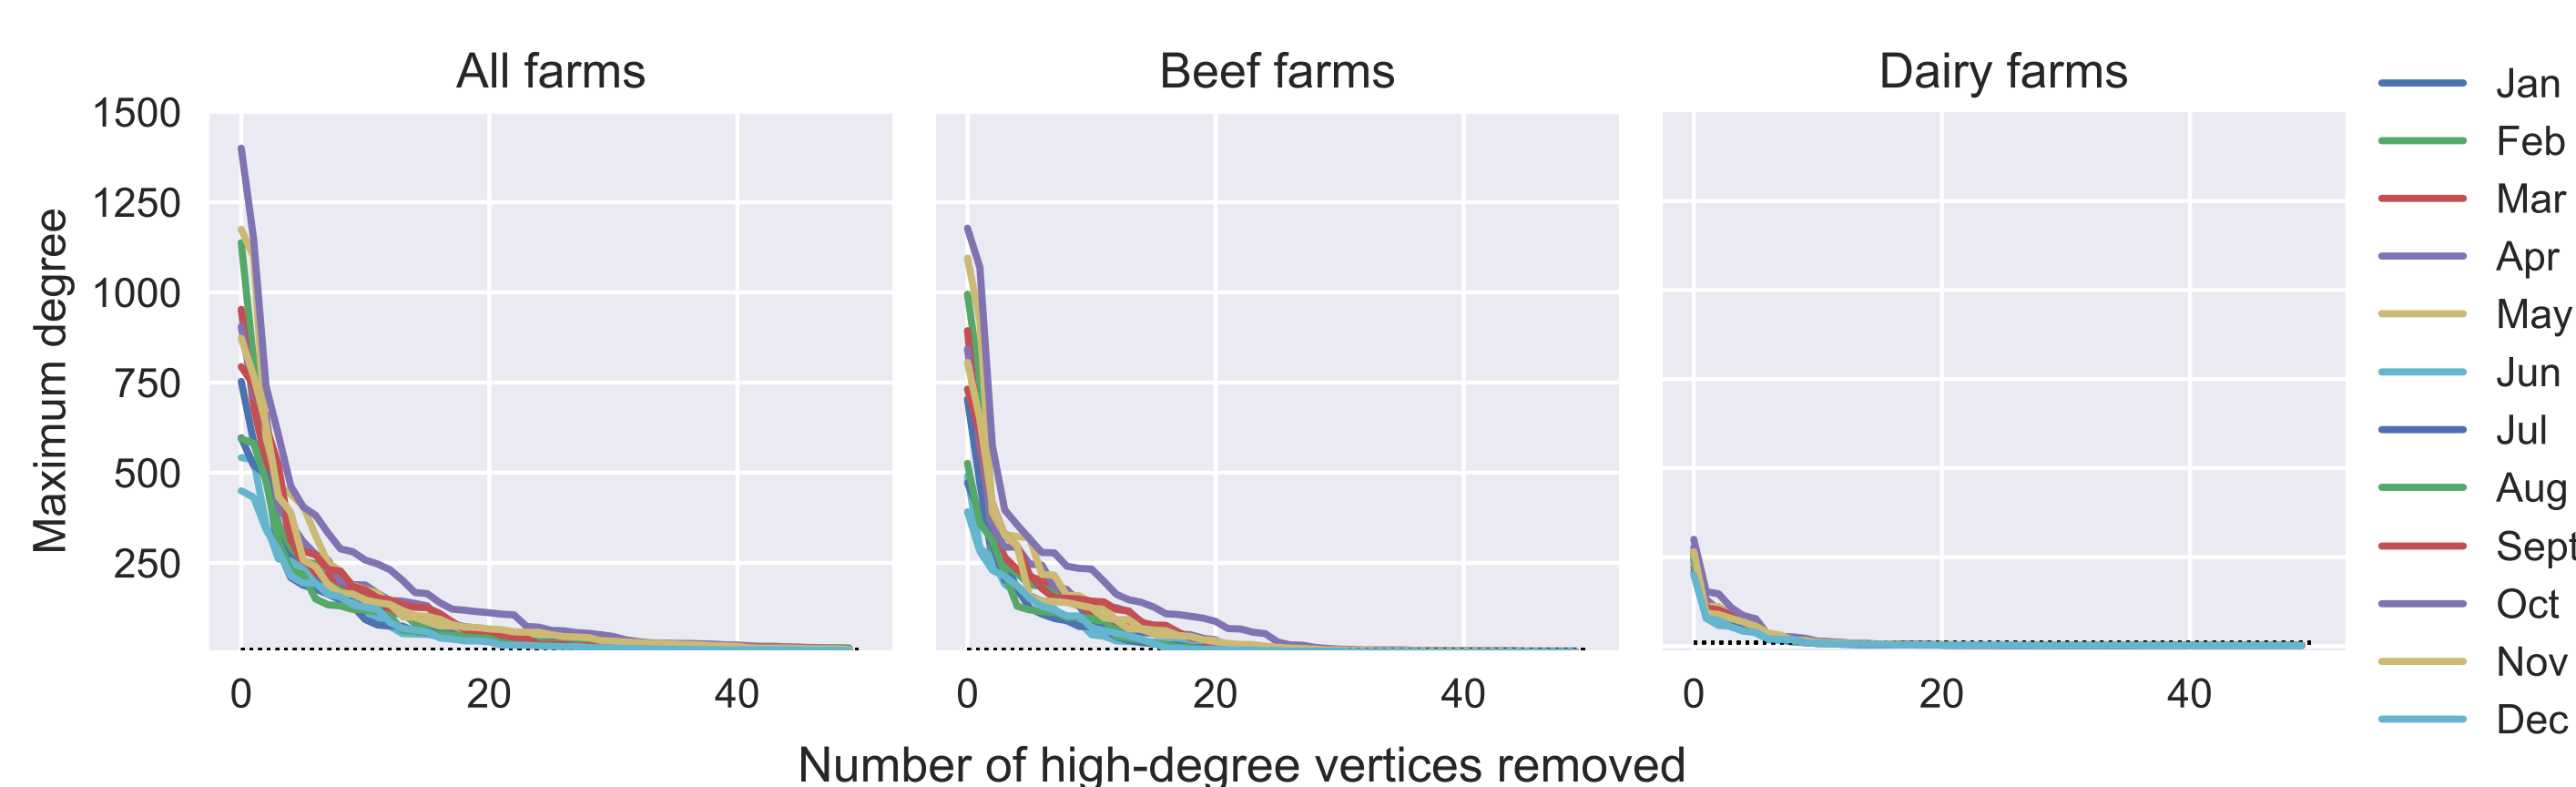 All farms
Beef farms
Dairy farms
Maximum degree
1500
1250
1000
750
500
250
0 20 40
0 20 40
0 20 40
Number of high-degree vertices removed
Jan
Feb
Mar
Apr
May
Jun
Jul
Aug
Sept
Oct
Nov
Dec